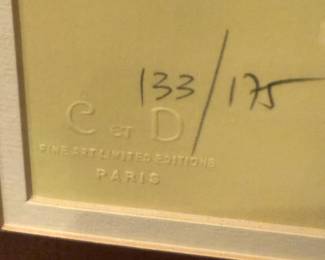 133/175
C ET D
FINE ART LIMITED EDITIONS
PARIS